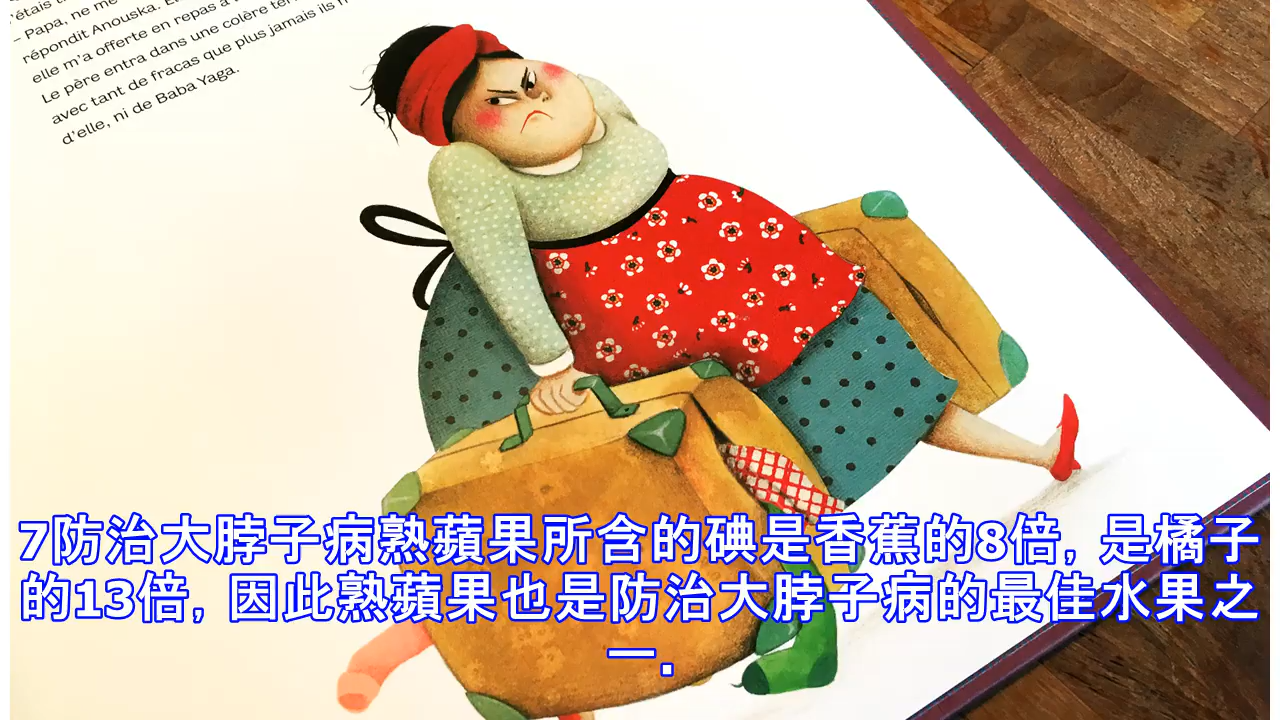 'étais
– Papa, ne me
répondit Anouska.
elle m'a offerte en repas à
Le père entra dans une colère
avec tant de fracas que plus jamais ils
d'elle, ni de Baba Yaga.
7防治大脖子病熟蘋果所含的碘是香蕉的8倍, 是橘子
的13倍, 因此熟蘋果也是防治大脖子病的最佳水果之
一.